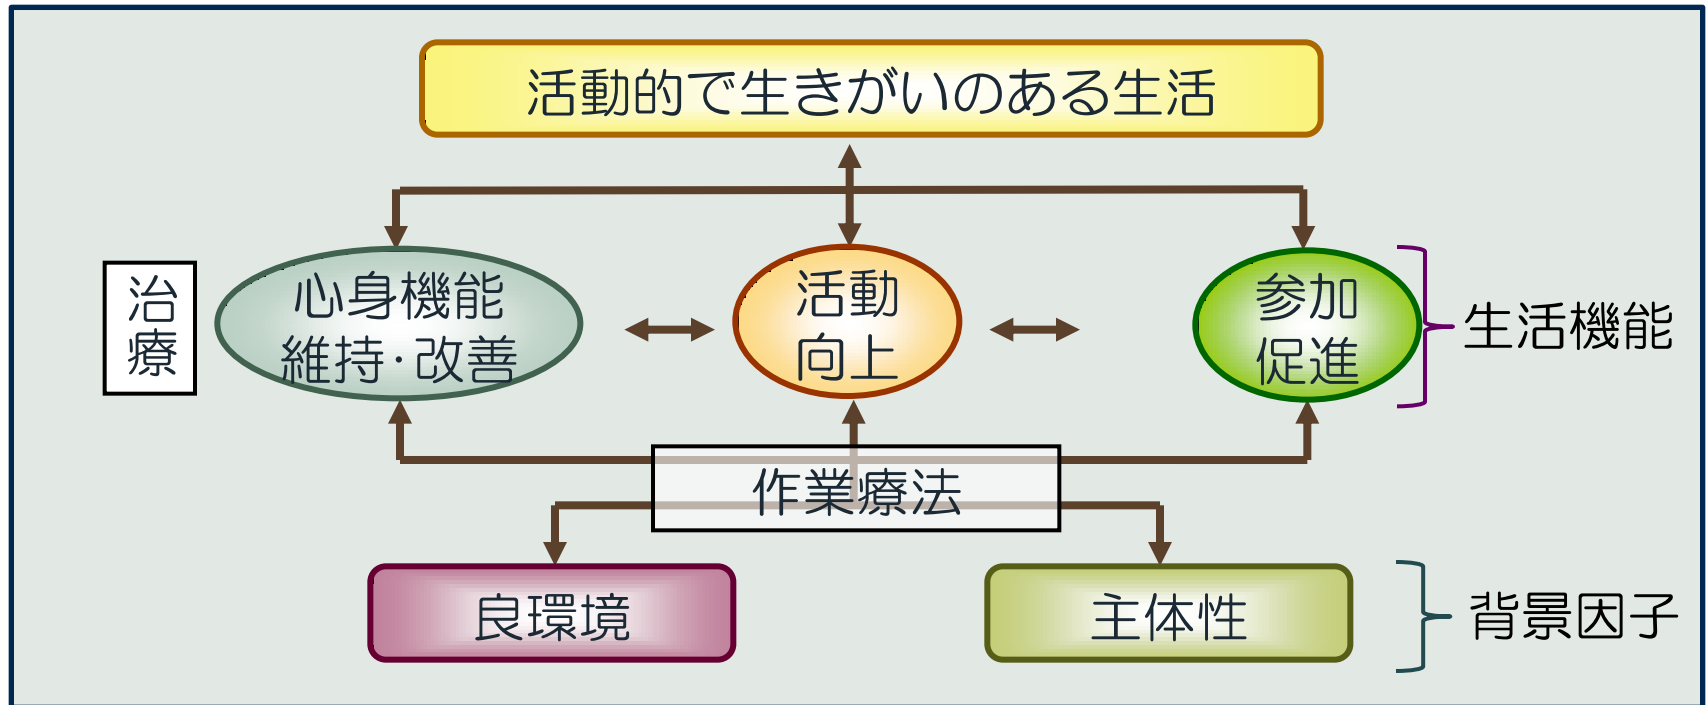 活動的で生きがいのある生活
治療
心身機能
維持・改善
活動
向上
参加
促進
生活機能
作業療法
良環境
主体性
背景因子